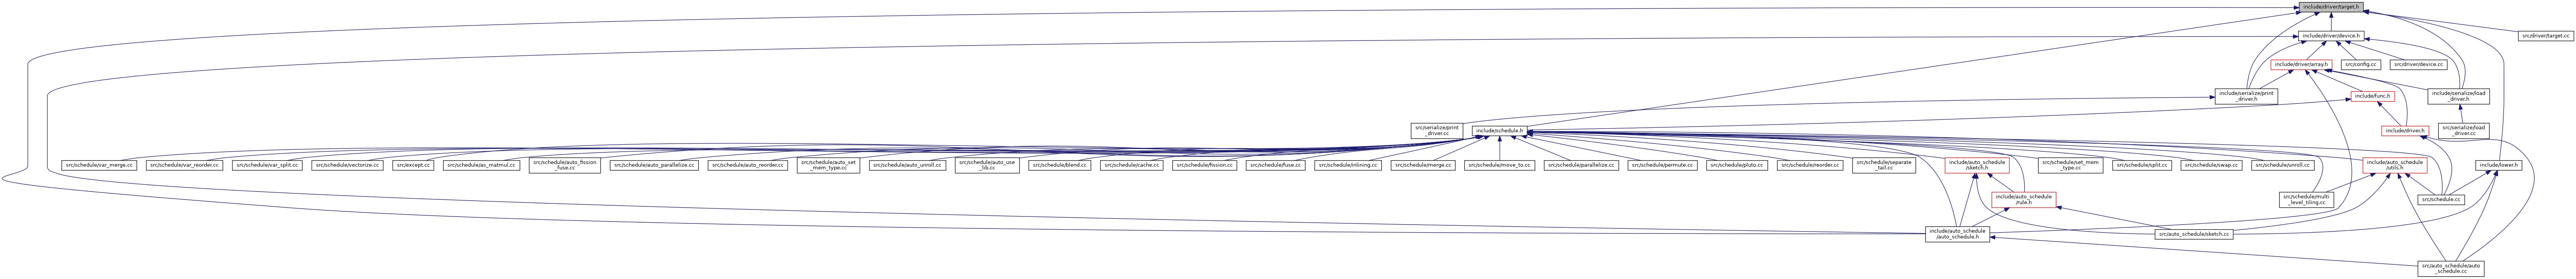 include/driver/target.h
include/driver/device.h
src/driver/target.cc
include/driver/array.h
src/config.cc
src/driver/device.cc
include/serialize/print
_driver.h
include/func.h
include/serialize/load
_driver.h
src/serialize/print
_driver.cc
include/schedule.h
include/driver.h
src/serialize/load
_driver.cc
src/schedule/var_merge.cc
src/schedule/var_reorder.cc
src/schedule/var_split.cc
src/schedule/vectorize.cc
src/except.cc
src/schedule/as_matmul.cc
src/schedule/auto_fission
_fuse.cc
src/schedule/auto_parallelize.cc
src/schedule/auto_reorder.cc
src/schedule/auto_set
_mem_type.cc
src/schedule/auto_unroll.cc
src/schedule/auto_use
_lib.cc
src/schedule/blend.cc
src/schedule/cache.cc
src/schedule/fission.cc
src/schedule/fuse.cc
src/schedule/inlining.cc
src/schedule/merge.cc
src/schedule/move_to.cc
src/schedule/parallelize.cc
src/schedule/permute.cc
src/schedule/pluto.cc
src/schedule/reorder.cc
src/schedule/separate
_tail.cc
include/auto_schedule
/sketch.h
src/schedule/set_mem
_type.cc
src/schedule/split.cc
src/schedule/swap.cc
src/schedule/unroll.cc
include/auto_schedule
/utils.h
include/lower.h
include/auto_schedule
/rule.h
src/schedule/multi
_level_tiling.cc
src/schedule.cc
include/auto_schedule
/auto_schedule.h
src/auto_schedule/sketch.cc
src/auto_schedule/auto
_schedule.cc